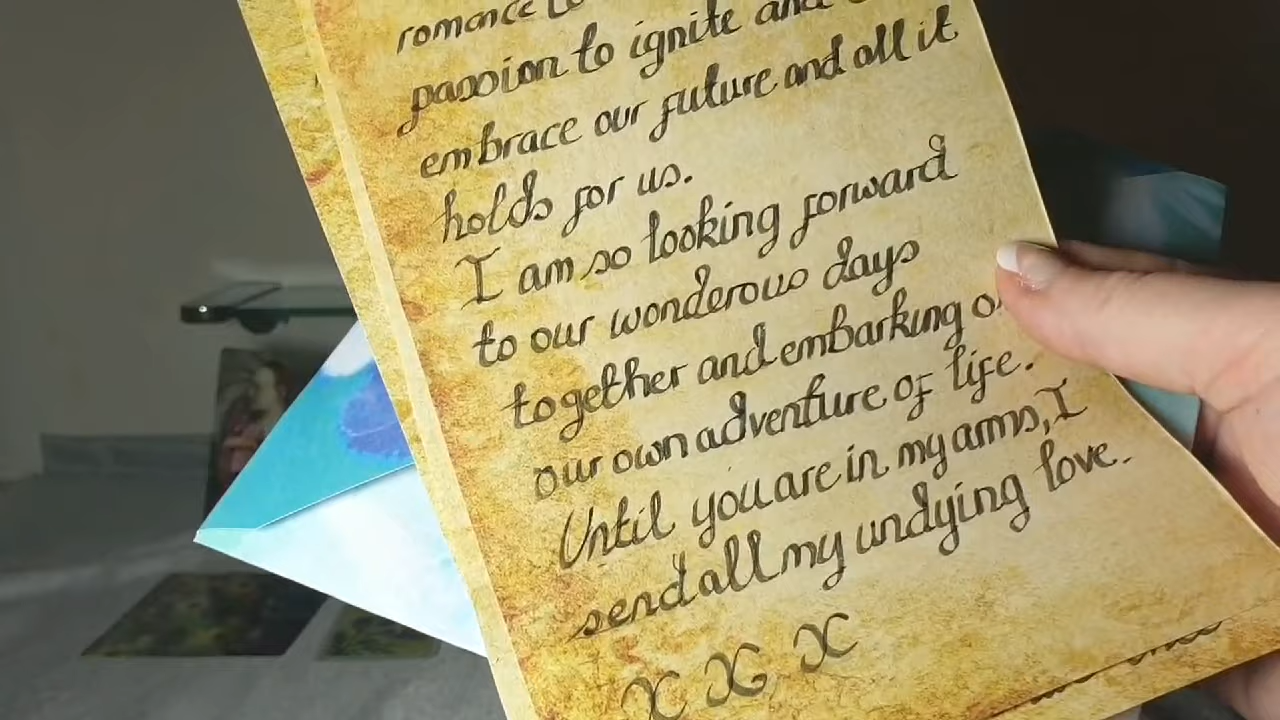 romance to
passion to ignite and
embrace our future and all it
holds for us.
I am so looking forward
to our wonderous days
together and embarking
our own adventure of life.
Until you are in my arms, I
send all my undying love.
X X X